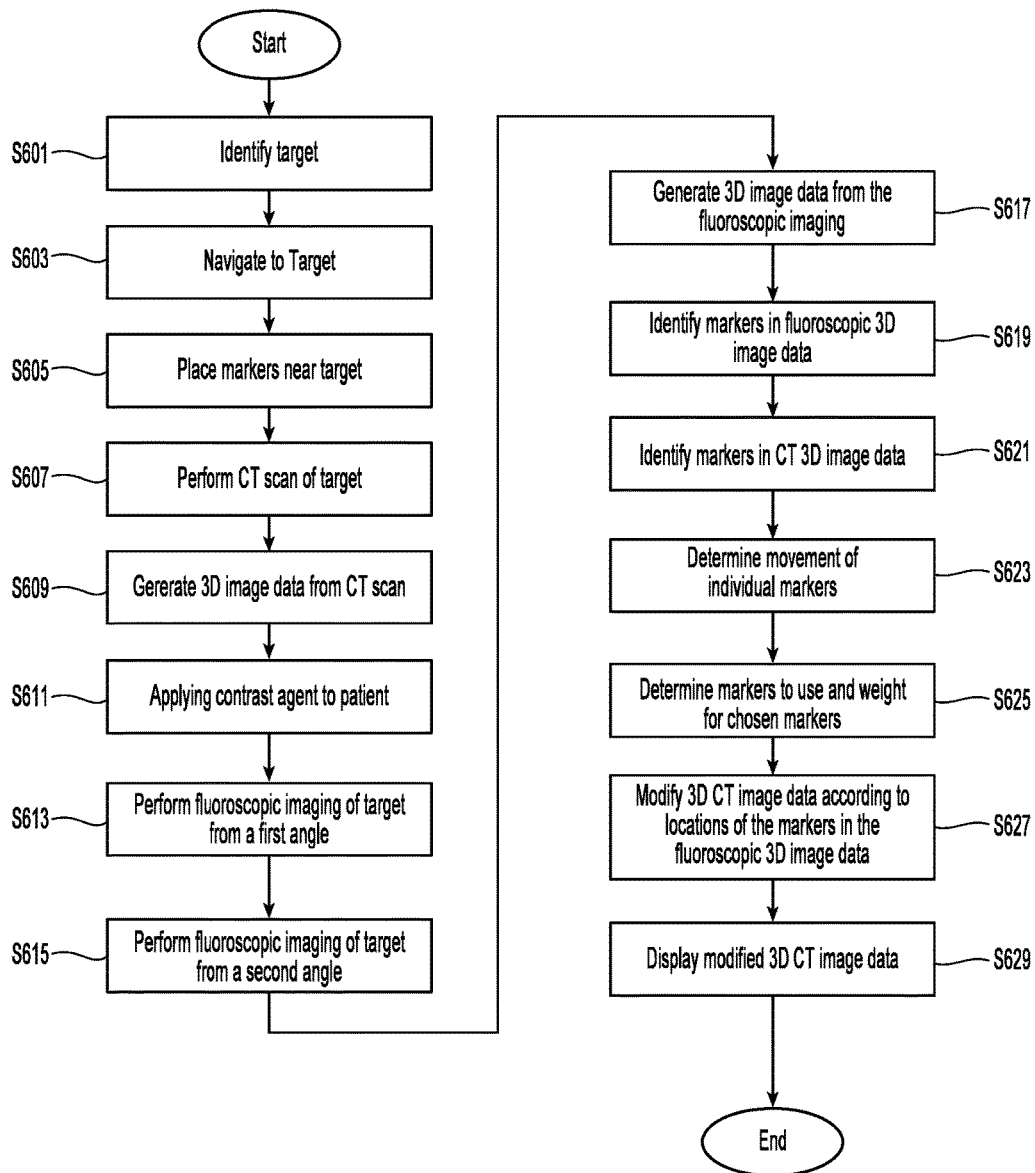 Start
S601
Identify target
S603
Navigate to Target
S605
Place markers near target
S607
Perform CT scan of target
S609
Gererate 3D image data from CT scan
S611
Applying contrast agent to patient
S613
Perform fluoroscopic imaging of target
from a first angle
S615
Perform fluoroscopic imaging of target
from a second angle
Generate 3D image data from the
fluoroscopic imaging
S617
Identify markers in fluoroscopic 3D
image data
S619
Identify markers in CT 3D image data
S621
Determine movement of
individual markers
S623
Determine markers to use and weight
for chosen markers
S625
Modify 3D CT image data according to
locations of the markers in the
fluoroscopic 3D image data
S627
Display modified 3D CT image data
S629
End